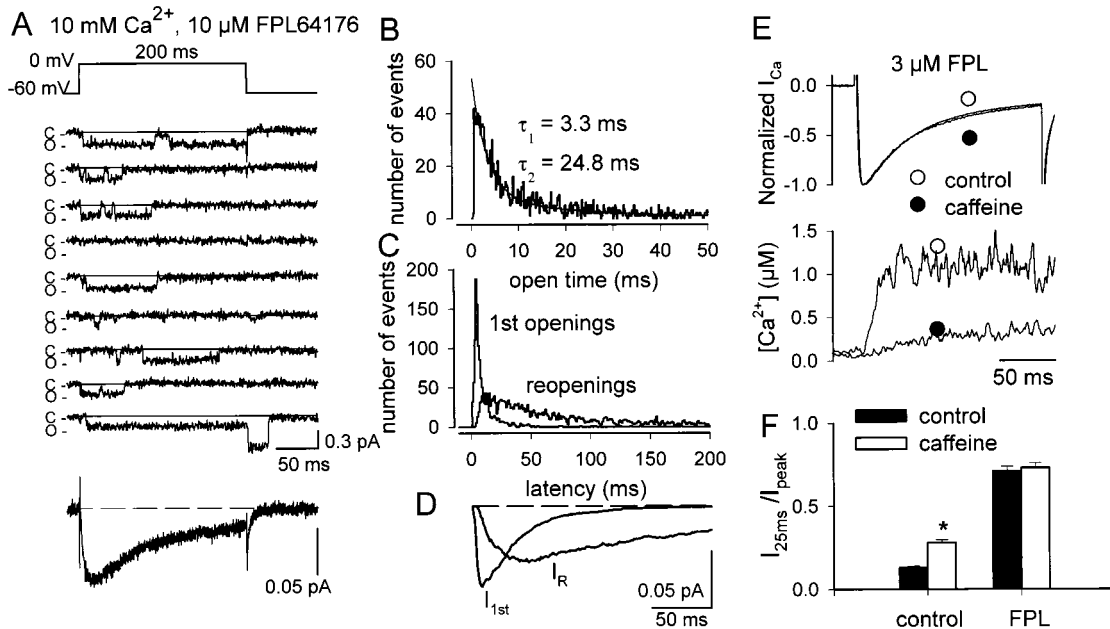 A 10 mM Ca2+, 10 µM FPL64176
200 ms
0 mV
-60 mV
C -
O -
C -
O -
C -
O -
C -
O -
C -
O -
C -
O -
C -
O -
C -
O -
C -
O -
0.3 pA
50 ms
0.05 pA
B
number of events
60
40
20
0
τ1 = 3.3 ms
τ2 = 24.8 ms
0 10 20 30 40 50
open time (ms)
C
number of events
200
150
100
50
0
1st openings
reopenings
0 50 100 150 200
latency (ms)
D
I1st
IR
0.05 pA
50 ms
E
3 µM FPL
Normalized ICa
0.0
-0.5
-1.0
control
caffeine
[Ca2+] (µM)
1.5
1.0
0.5
0.0
50 ms
F
control
caffeine
I25ms/Ipeak
1.0
0.5
0.0
*
control FPL